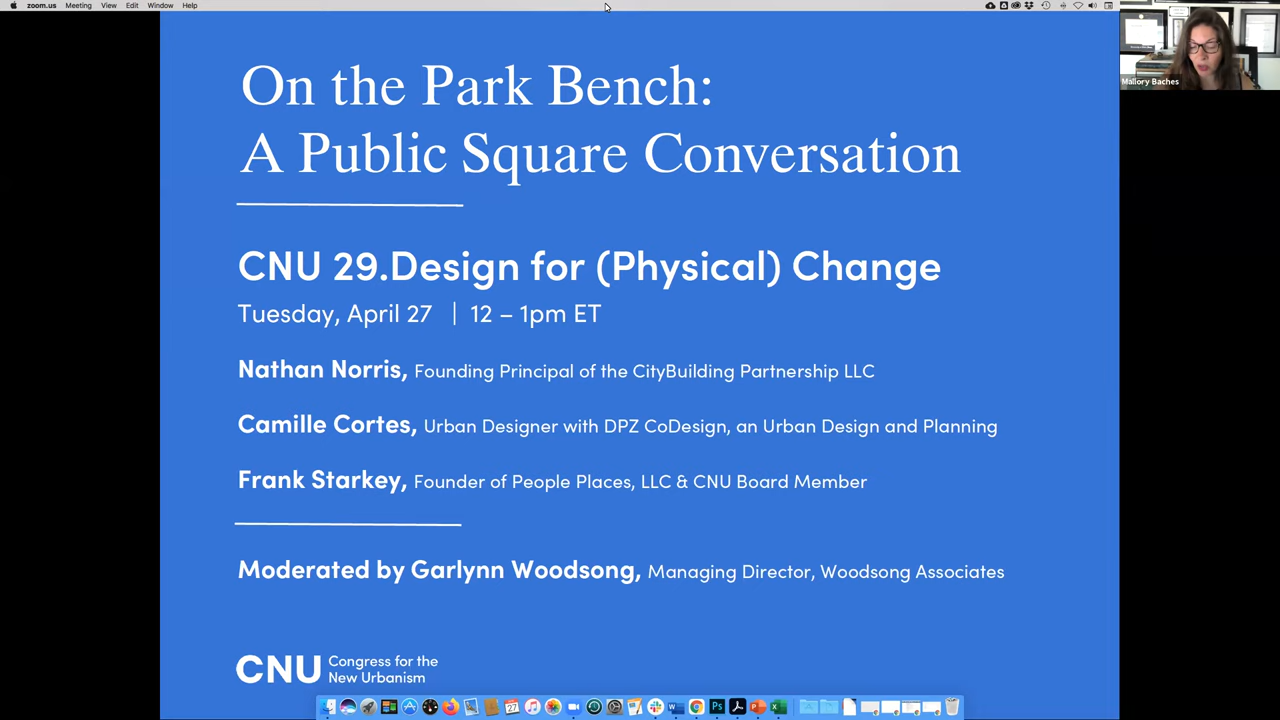 zoom.us Meeting View Edit Window Help
On the Park Bench:
A Public Square Conversation
CNU 29.Design for (Physical) Change
Tuesday, April 27 | 12 – 1pm ET
Nathan Norris, Founding Principal of the CityBuilding Partnership LLC
Camille Cortes, Urban Designer with DPZ CoDesign, an Urban Design and Planning
Frank Starkey, Founder of People Places, LLC & CNU Board Member
Moderated by Garlynn Woodsong, Managing Director, Woodsong Associates
CNU Congress for the
New Urbanism
Mallory Baches
27